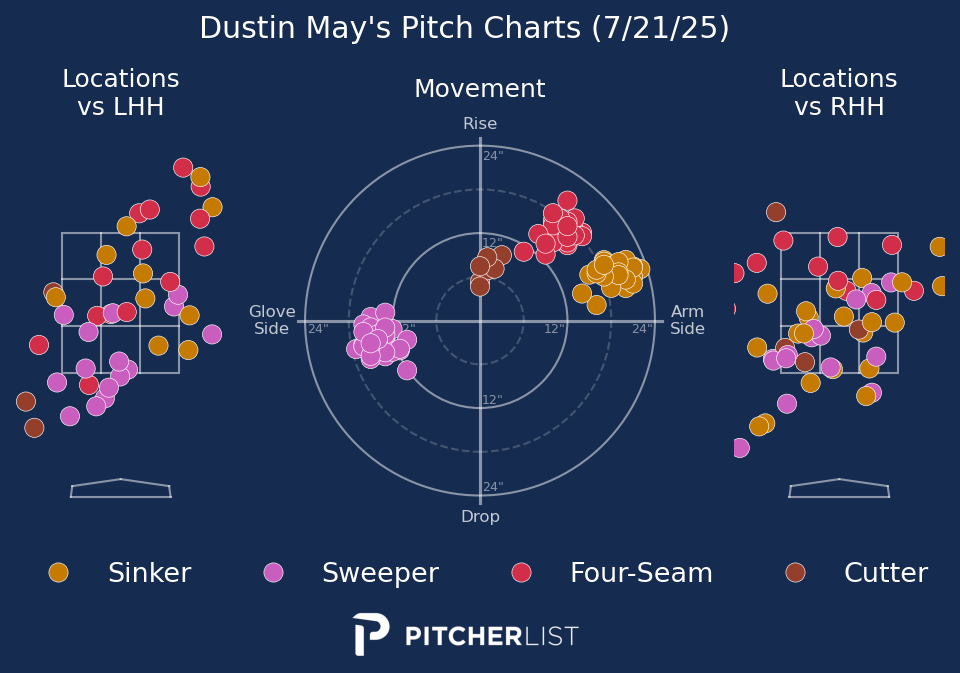 Dustin May's Pitch Charts (7/21/25)
Locations
vs LHH
Movement
Locations
vs RHH
Rise
24"
12"
Glove
Side
24"
12"
24"
Arm
Side
12"
24"
Drop
Sinker
Sweeper
Four-Seam
Cutter
PITCHERLIST